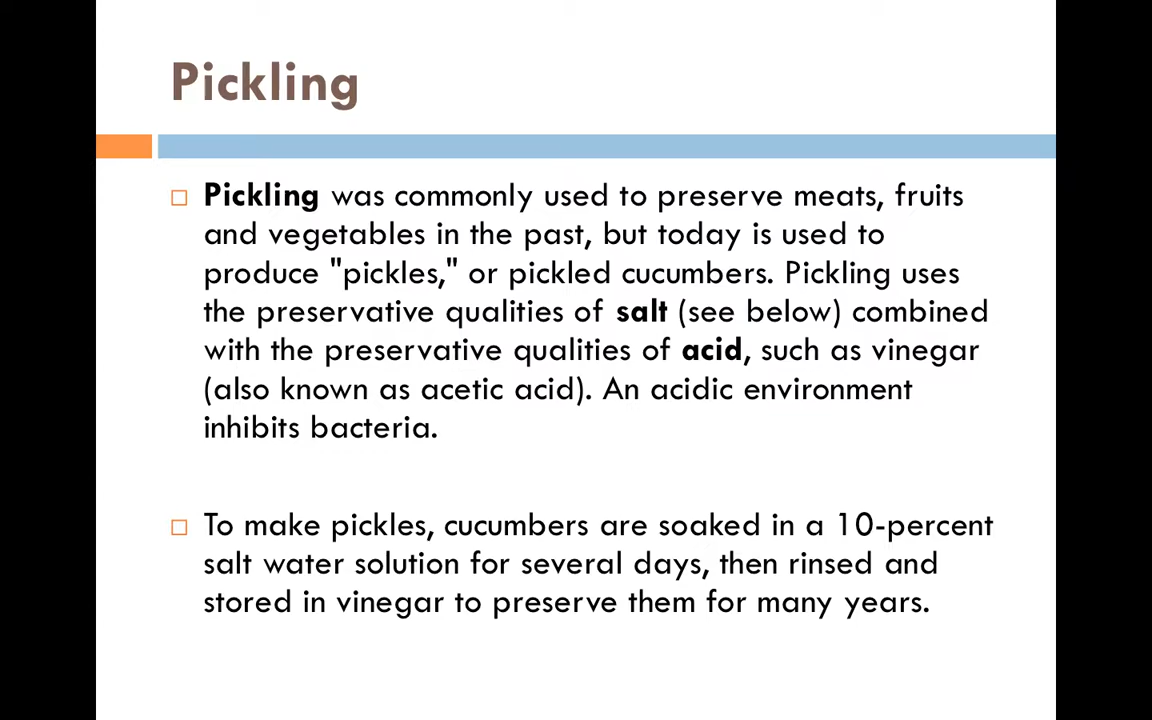 Pickling
Pickling was commonly used to preserve meats, fruits
and vegetables in the past, but today is used to
produce "pickles," or pickled cucumbers. Pickling uses
the preservative qualities of salt (see below) combined
with the preservative qualities of acid, such as vinegar
(also known as acetic acid). An acidic environment
inhibits bacteria.
To make pickles, cucumbers are soaked in a 10-percent
salt water solution for several days, then rinsed and
stored in vinegar to preserve them for many years.